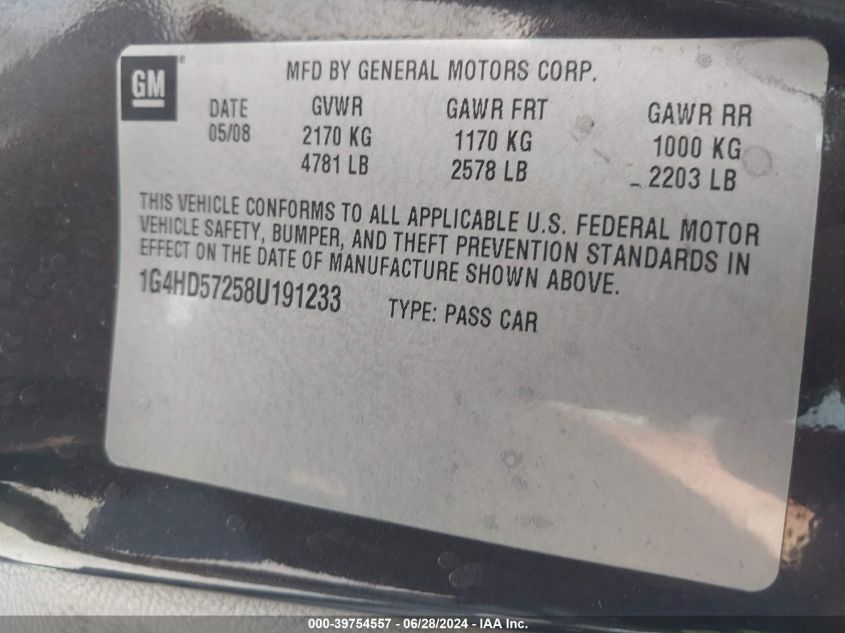 GM®
MFD BY GENERAL MOTORS CORP.
DATE GVWR GAWR FRT GAWR RR
05/08 2170 KG 1170 KG 1000 KG
4781 LB 2578 LB 2203 LB
THIS VEHICLE CONFORMS TO ALL APPLICABLE U.S. FEDERAL MOTOR
VEHICLE SAFETY, BUMPER, AND THEFT PREVENTION STANDARDS IN
EFFECT ON THE DATE OF MANUFACTURE SHOWN ABOVE.
1G4HD57258U191233 TYPE: PASS CAR
000-39754557 - 06/28/2024 - IAA Inc.